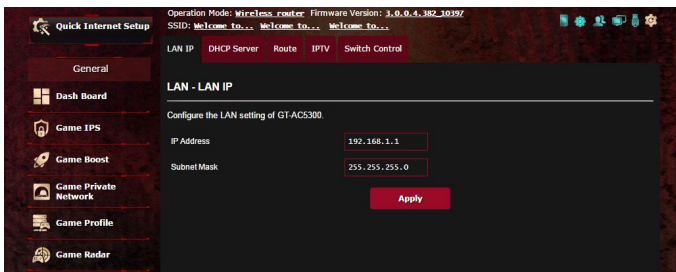 Quick Internet Setup
Operation Mode: Wireless router Firmware Version: 3.0.0.4.382_10397
SSID: Welcome to... Welcome to... Welcome to...
LAN IP DHCP Server Route IPTV Switch Control
General
Dash Board
Game IPS
Game Boost
Game Private
Network
Game Profile
Game Radar
LAN - LAN IP
Configure the LAN setting of GT-AC5300.
IP Address 192.168.1.1
Subnet Mask 255.255.255.0
Apply